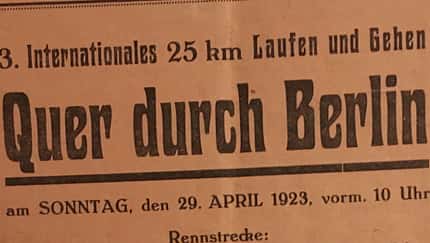 3. Internationales 25 km Laufen und Gehen
Quer durch Berlin
am SONNTAG, den 29. APRIL 1923, vorm. 10 Uhr
Rennstrecke: